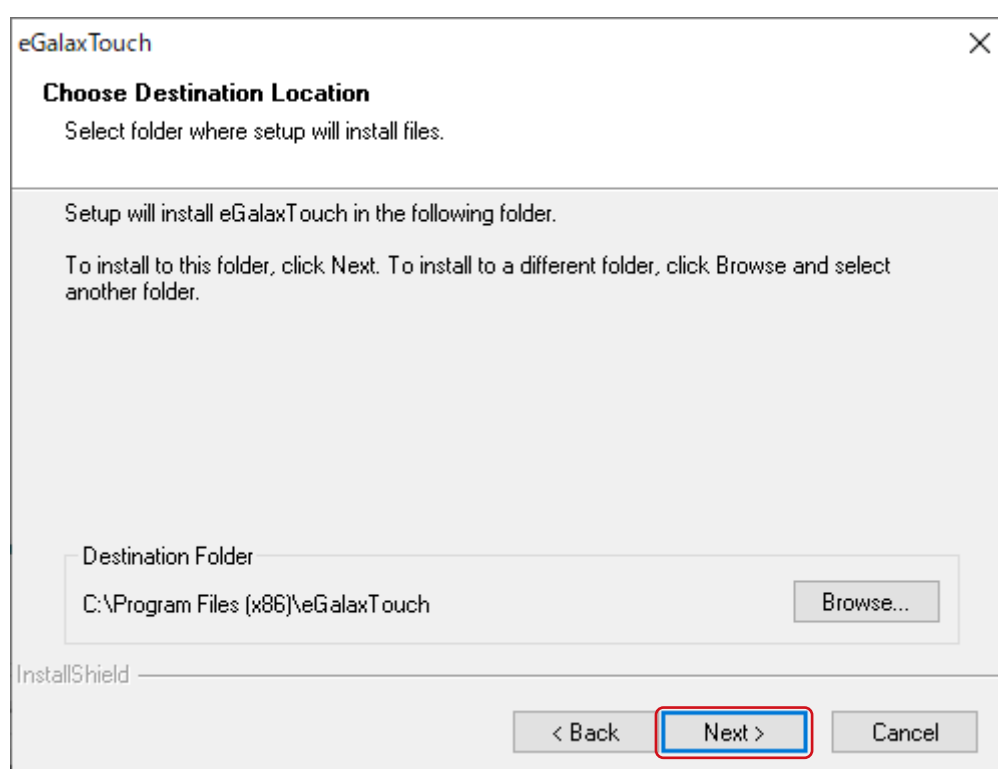 eGalaxTouch
Choose Destination Location
Select folder where setup will install files.
Setup will install eGalaxTouch in the following folder.
To install to this folder, click Next. To install to a different folder, click Browse and select
another folder.
Destination Folder
C:\Program Files (x86)\eGalaxTouch
Browse...
InstallShield
< Back
Next >
Cancel